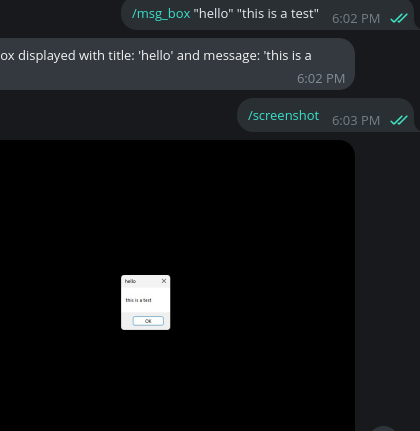 /msg_box "hello" "this is a test" 6:02 PM
ox displayed with title: 'hello' and message: 'this is a
6:02 PM
/screenshot 6:03 PM
hello
this is a test
OK